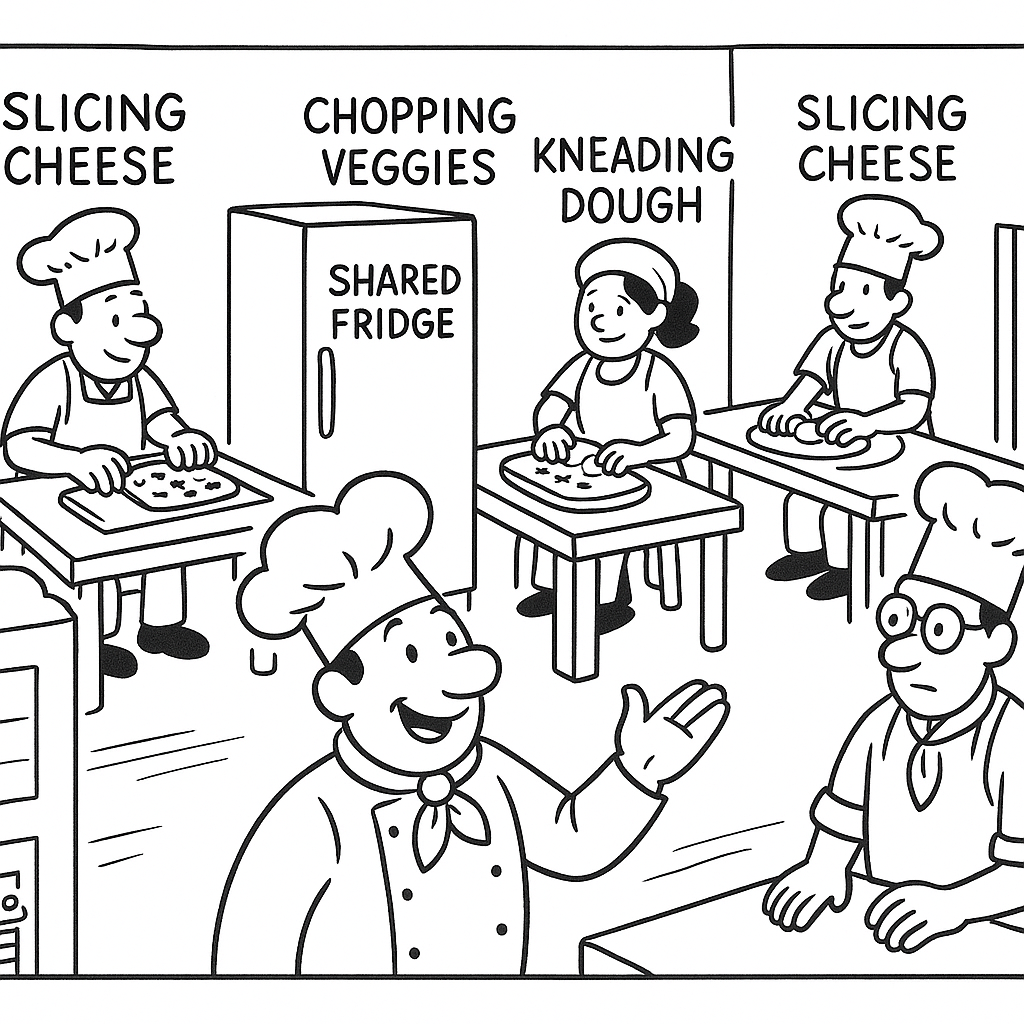 SLICING
CHEESE
CHOPPING
VEGGIES
KNEADING
DOUGH
SLICING
CHEESE
SHARED
FRIDGE